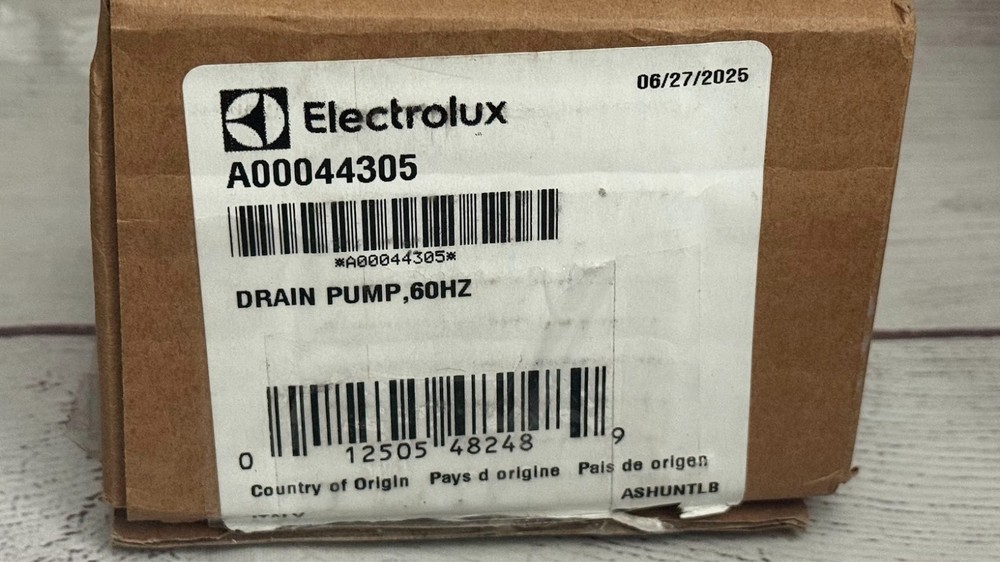 06/27/2025
Electrolux
A00044305
*A00044305*
DRAIN PUMP,60HZ
0 12505 48248 9
Country of Origin Pays d origine Pais de origen
ASHUNTLB